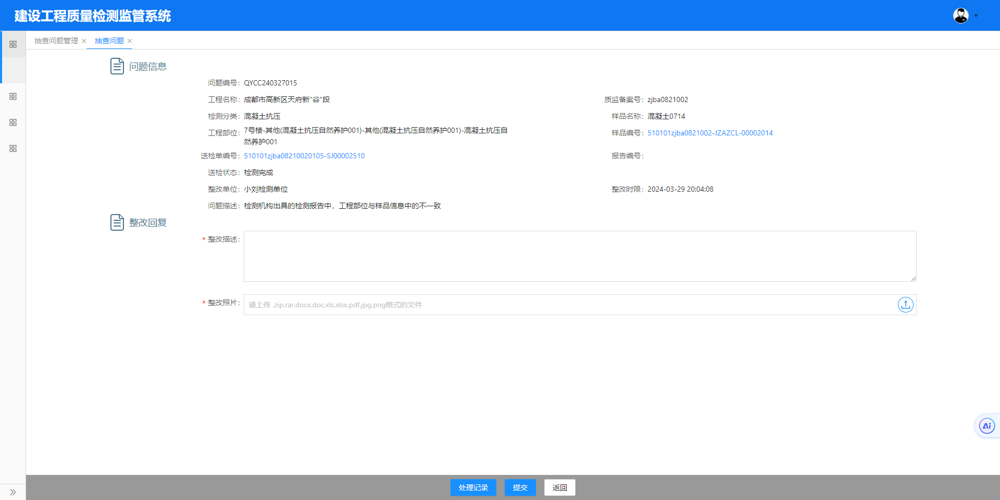 建设工程质量检测监管系统
抽查问题管理 × 抽查问题 ×
问题信息
问题编号： QYCC240327015
工程名称： 成都市高新区天府新"谷"段 质监备案号： zjba0821002
检测分类： 混凝土抗压 样品名称： 混凝土0714
工程部位： 7号楼-其他(混凝土抗压自然养护001)-其他(混凝土抗压自然养护001)-混凝土抗压自
然养护001
样品编号： 510101zjba0821002-JZAZCL-00002014
送检单编号： 510101zjba08210020105-SJ00002510 报告编号：
送检状态： 检测完成
整改单位： 小刘检测单位 整改时限： 2024-03-29 20:04:08
问题描述： 检测机构出具的检测报告中，工程部位与样品信息中的不一致
整改回复
* 整改描述：
* 整改照片： 请上传 .zip.rar.docx.doc.xls.xlsx.pdf.jpg.png格式的文件
Ai
处理记录 提交 返回